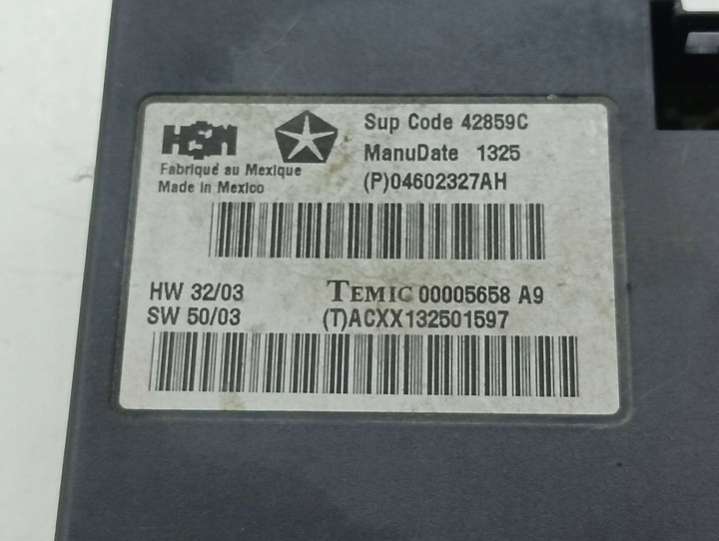 HSM
Sup Code 42859C
Fabriqué au Mexique
ManuDate 1325
Made in Mexico
(P)04602327AH
HW 32/03
TEMIC 00005658 A9
SW 50/03
(T)ACXX132501597